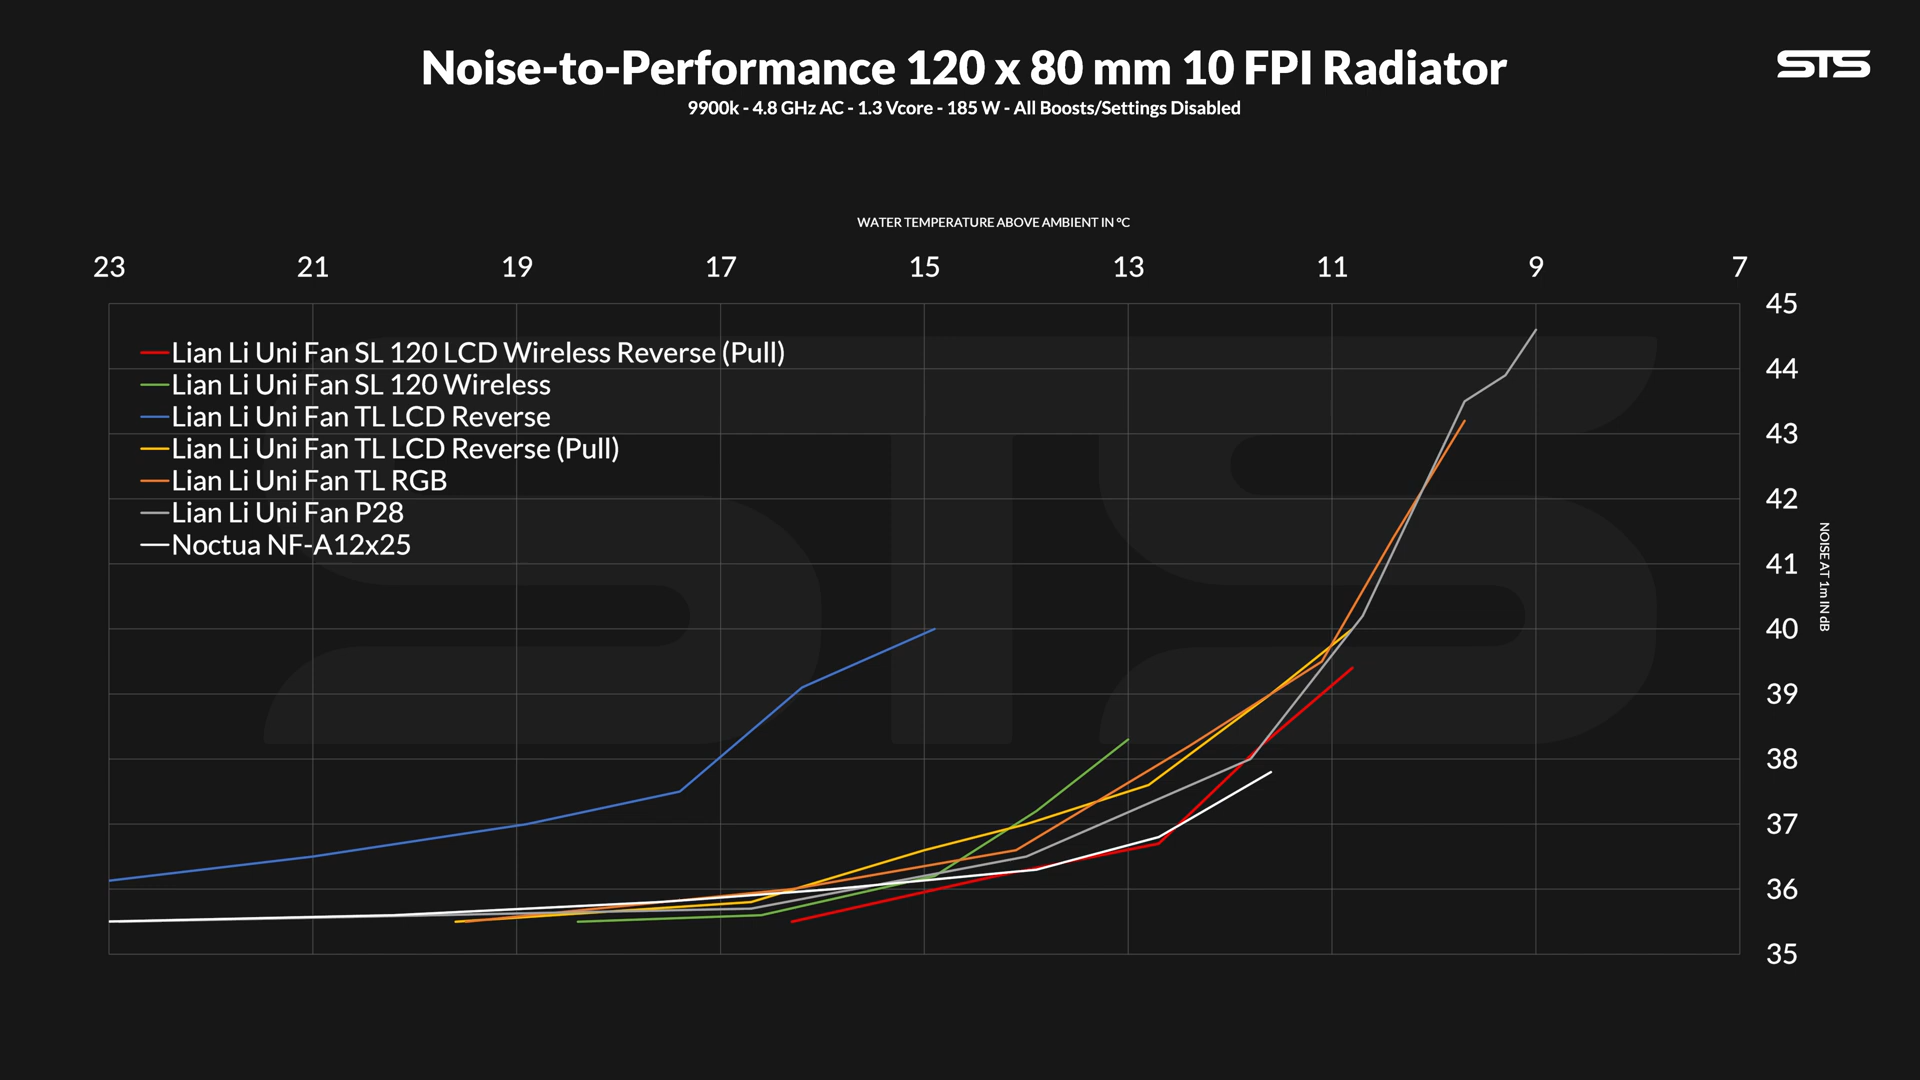 Noise-to-Performance 120 x 80 mm 10 FPI Radiator
STS
9900k - 4.8 GHz AC - 1.3 Vcore - 185 W - All Boosts/Settings Disabled
WATER TEMPERATURE ABOVE AMBIENT IN °C
23 21 19 17 15 13 11 9 7
45
Lian Li Uni Fan SL 120 LCD Wireless Reverse (Pull)
44
Lian Li Uni Fan SL 120 Wireless
Lian Li Uni Fan TL LCD Reverse
43
Lian Li Uni Fan TL LCD Reverse (Pull)
Lian Li Uni Fan TL RGB
42
Lian Li Uni Fan P28
Noctua NF-A12x25
41
NOISE AT 1m IN dB
40
39
38
37
36
35
STS